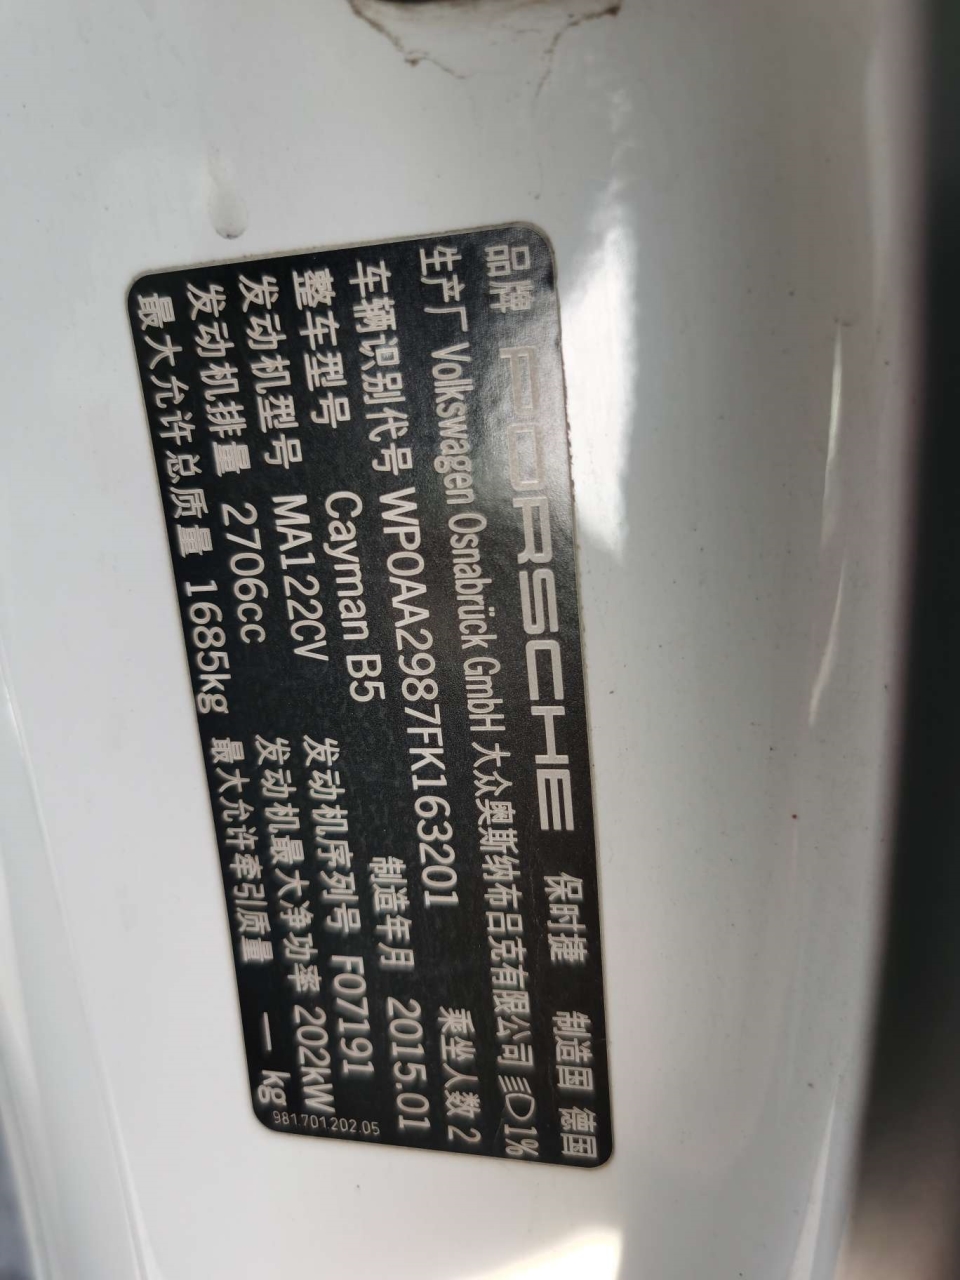 品牌 PORSCHE 保时捷 制造国 德国
生产厂 Volkswagen Osnabrück GmbH 大众奥斯纳布吕克有限公司 1%
车辆识别代号 WP0AA2987FK163201 乘坐人数 2
整车型号 Cayman B5 制造年月 2015.01
发动机型号 MA122CV 发动机序列号 F07191
发动机排量 2706cc 发动机最大净功率 202kW
最大允许总质量 1685kg 最大允许牵引质量 — kg
981.701.202.05